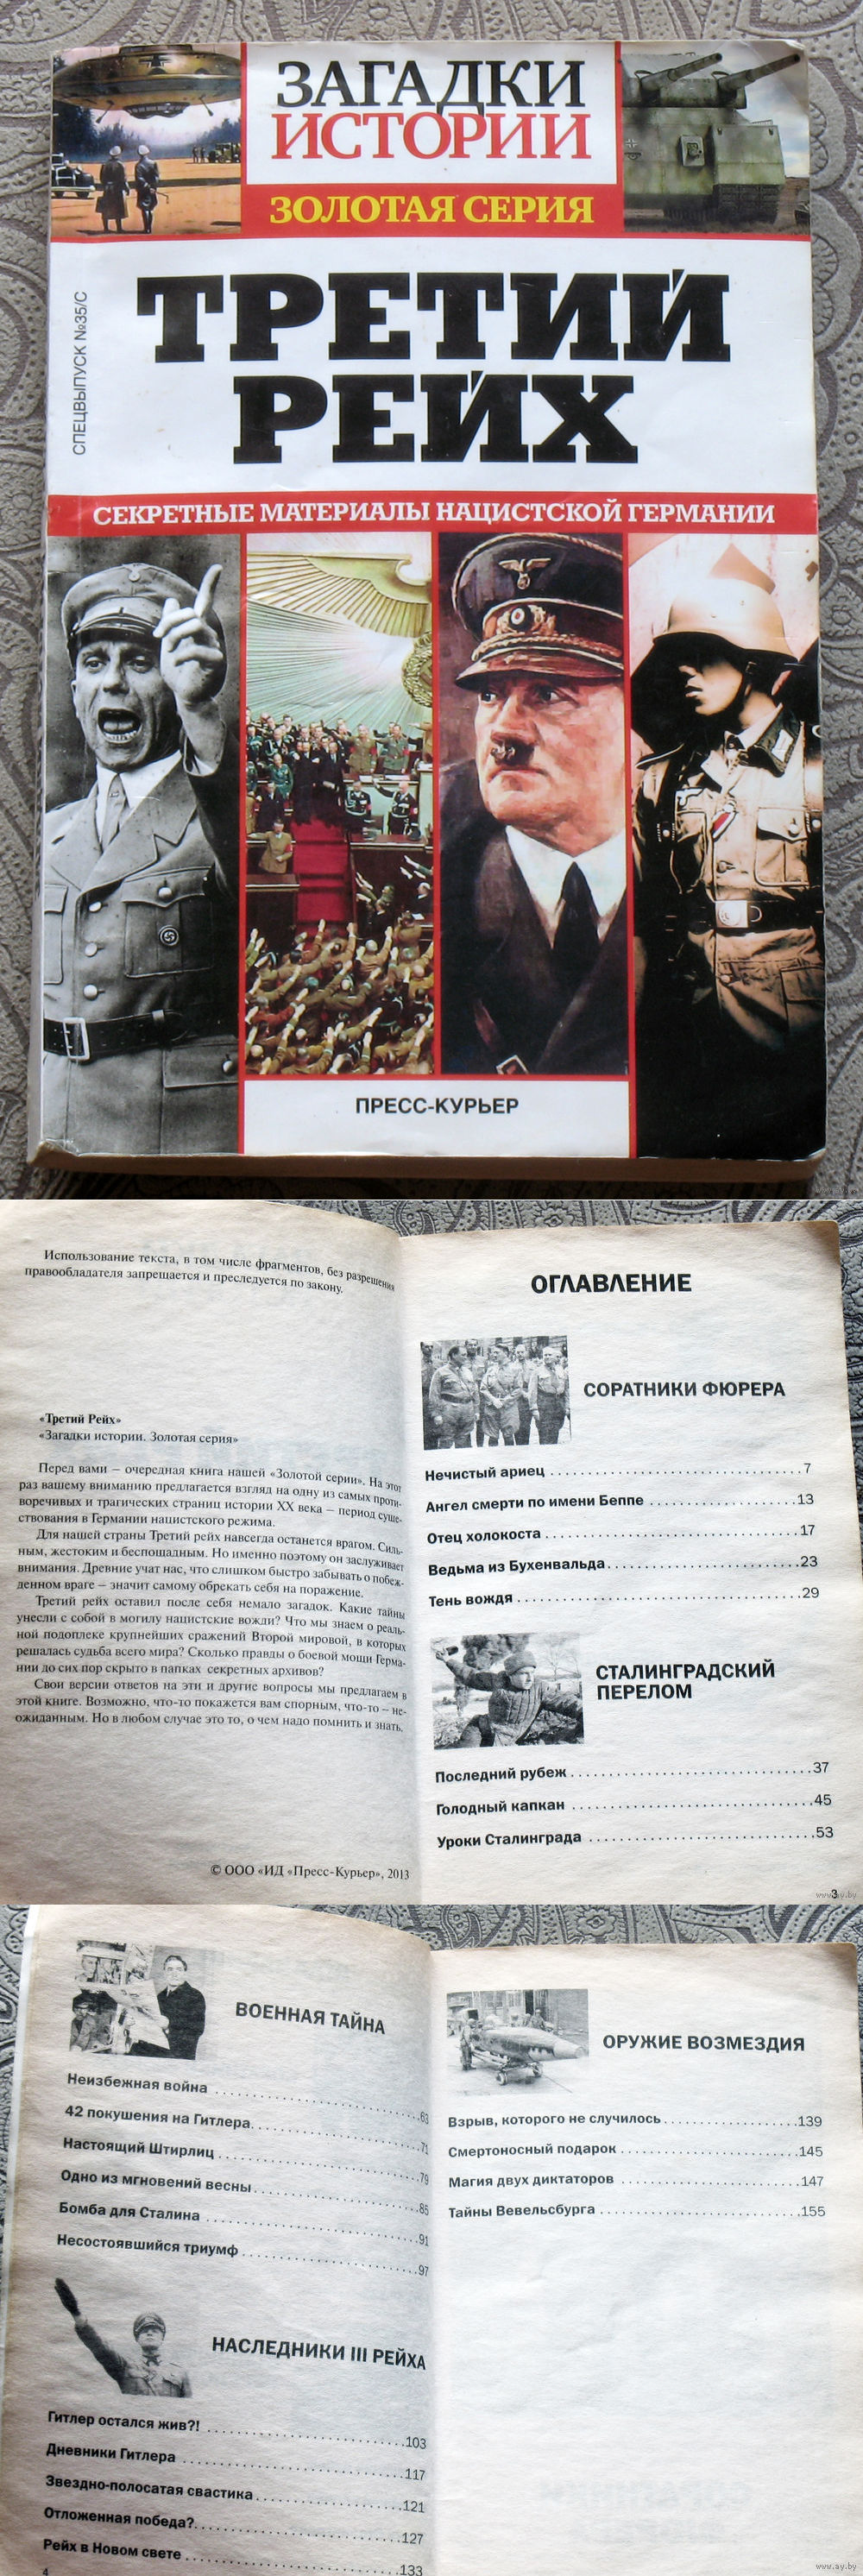 ЗАГАДКИ
ИСТОРИИ
ЗОЛОТАЯ СЕРИЯ
СПЕЦВЫПУСК №35/С
ТРЕТИЙ
РЕЙХ
СЕКРЕТНЫЕ МАТЕРИАЛЫ НАЦИСТСКОЙ ГЕРМАНИИ
ПРЕСС-КУРЬЕР
Использование текста, в том числе фрагментов, без разрешения
правообладателя запрещается и преследуется по закону.
«Третий Рейх»
«Загадки истории. Золотая серия»
Перед вами – очередная книга нашей «Золотой серии». На этот
раз вашему вниманию предлагается взгляд на одну из самых проти-
воречивых и трагических страниц истории XX века – период суще-
ствования в Германии нацистского режима.
Для нашей страны Третий рейх навсегда останется врагом. Силь-
ным, жестоким и беспощадным. Но именно поэтому он заслуживает
внимания. Древние учат нас, что слишком быстро забывать о побеж-
денном враге – значит самому обрекать себя на поражение.
Третий рейх оставил после себя немало загадок. Какие тайны
унесли с собой в могилу нацистские вожди? Что мы знаем о реаль-
ной подоплеке крупнейших сражений Второй мировой, в которых
решалась судьба всего мира? Сколько правды о боевой мощи Герма-
нии до сих пор скрыто в папках секретных архивов?
Свои версии ответов на эти и другие вопросы мы предлагаем в
этой книге. Возможно, что-то покажется вам спорным, что-то – не-
ожиданным. Но в любом случае это то, о чем надо помнить и знать.
© ООО «ИД «Пресс-Курьер», 2013
ОГЛАВЛЕНИЕ
СОРАТНИКИ ФЮРЕРА
Нечистый ариец 7
Ангел смерти по имени Беппе 13
Отец холокоста 17
Ведьма из Бухенвальда 23
Тень вождя 29
СТАЛИНГРАДСКИЙ
ПЕРЕЛОМ
Последний рубеж 37
Голодный капкан 45
Уроки Сталинграда 53
3
www.ay.by
ВОЕННАЯ ТАЙНА
Неизбежная война 63
42 покушения на Гитлера 71
Настоящий Штирлиц 79
Одно из мгновений весны 85
Бомба для Сталина 91
Несостоявшийся триумф 97
НАСЛЕДНИКИ III РЕЙХА
Гитлер остался жив?! 103
Дневники Гитлера 117
Звездно-полосатая свастика 121
Отложенная победа? 127
Рейх в Новом свете 133
4
ОРУЖИЕ ВОЗМЕЗДИЯ
Взрыв, которого не случилось 139
Смертоносный подарок 145
Магия двух диктаторов 147
Тайны Вевельсбурга 155
www.ay.by